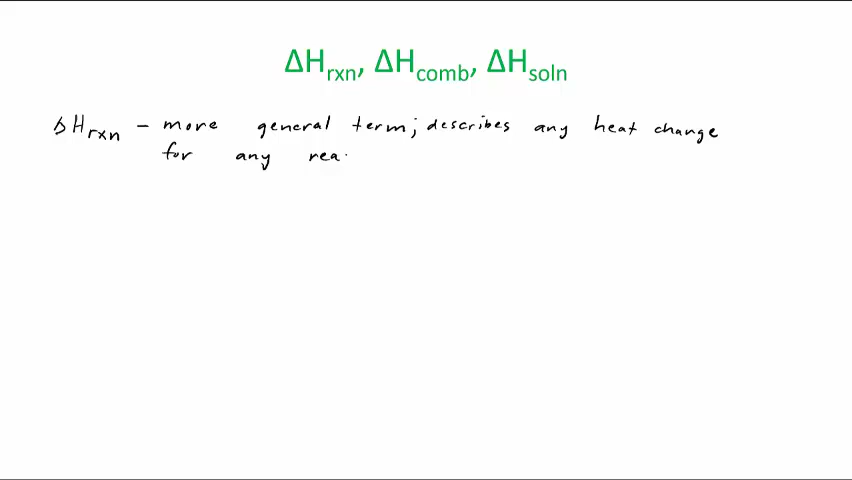 ΔHrxn, ΔHcomb, ΔHsoln
ΔHrxn – more general term; describes any heat change
for any rea